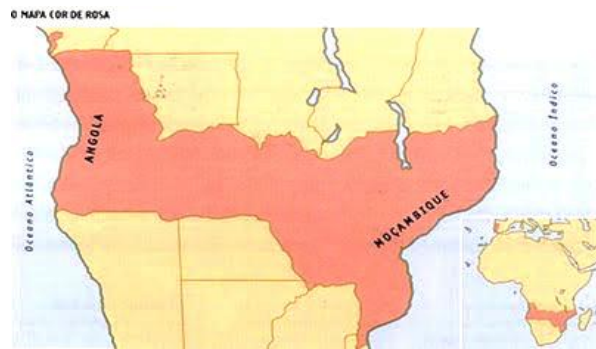 O MAPA COR DE ROSA
ANGOLA
MOÇAMBIQUE
Oceano Atlântico
Oceano Índico